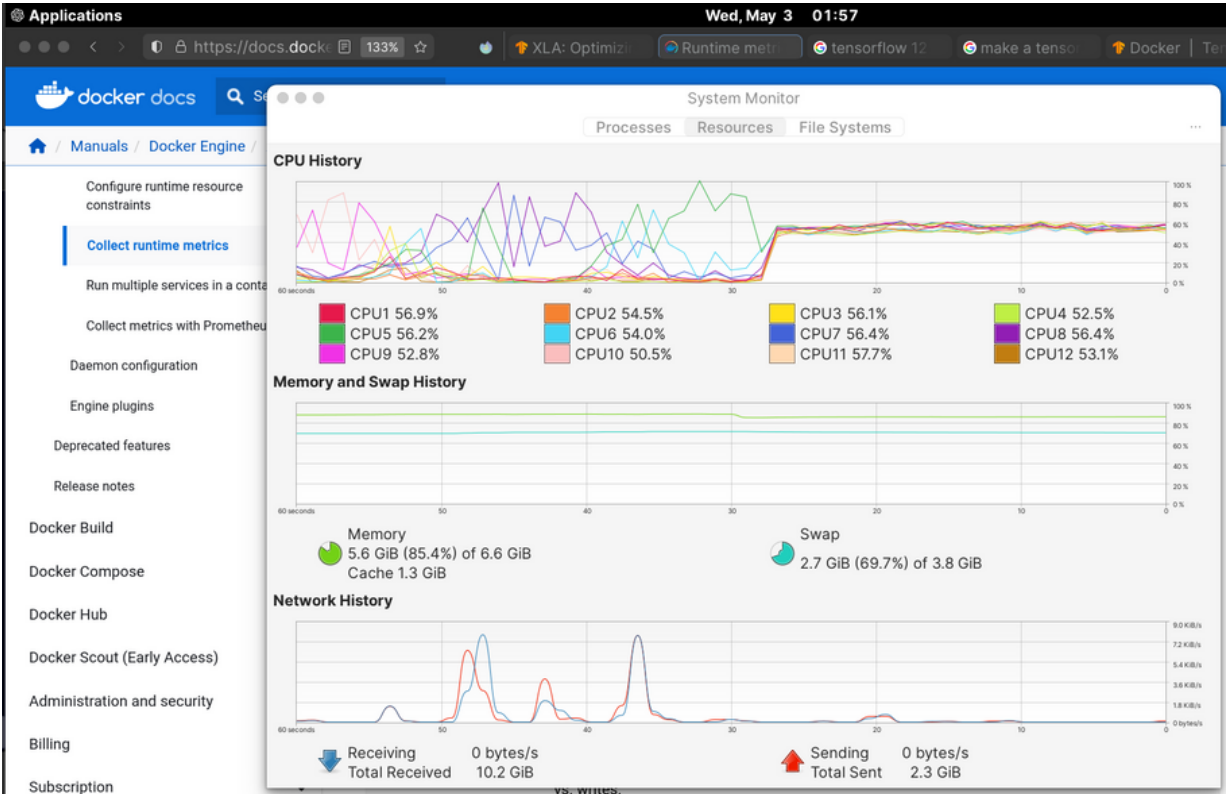 Applications
Wed, May 3 01:57
https://docs.docke 133%
XLA: Optimizi
Runtime metr
tensorflow 12
make a tenso
Docker | Te
docker docs
Se
Manuals / Docker Engine /
Configure runtime resource
constraints
Collect runtime metrics
Run multiple services in a conta
Collect metrics with Prometheu
Daemon configuration
Engine plugins
Deprecated features
Release notes
Docker Build
Docker Compose
Docker Hub
Docker Scout (Early Access)
Administration and security
Billing
Subscription
System Monitor
Processes Resources File Systems
CPU History
100 %
80 %
60 %
40 %
20 %
0 %
60 seconds 50 40 30 20 10 0
CPU1 56.9% CPU2 54.5% CPU3 56.1% CPU4 52.5%
CPU5 56.2% CPU6 54.0% CPU7 56.4% CPU8 56.4%
CPU9 52.8% CPU10 50.5% CPU11 57.7% CPU12 53.1%
Memory and Swap History
100 %
80 %
60 %
40 %
20 %
0 %
60 seconds 50 40 30 20 10 0
Memory
5.6 GiB (85.4%) of 6.6 GiB
Cache 1.3 GiB
Swap
2.7 GiB (69.7%) of 3.8 GiB
Network History
9.0 KiB/s
7.2 KiB/s
5.4 KiB/s
3.6 KiB/s
1.8 KiB/s
0 bytes/s
60 seconds 50 40 30 20 10 0
Receiving 0 bytes/s
Total Received 10.2 GiB
Sending 0 bytes/s
Total Sent 2.3 GiB
vs. writes.